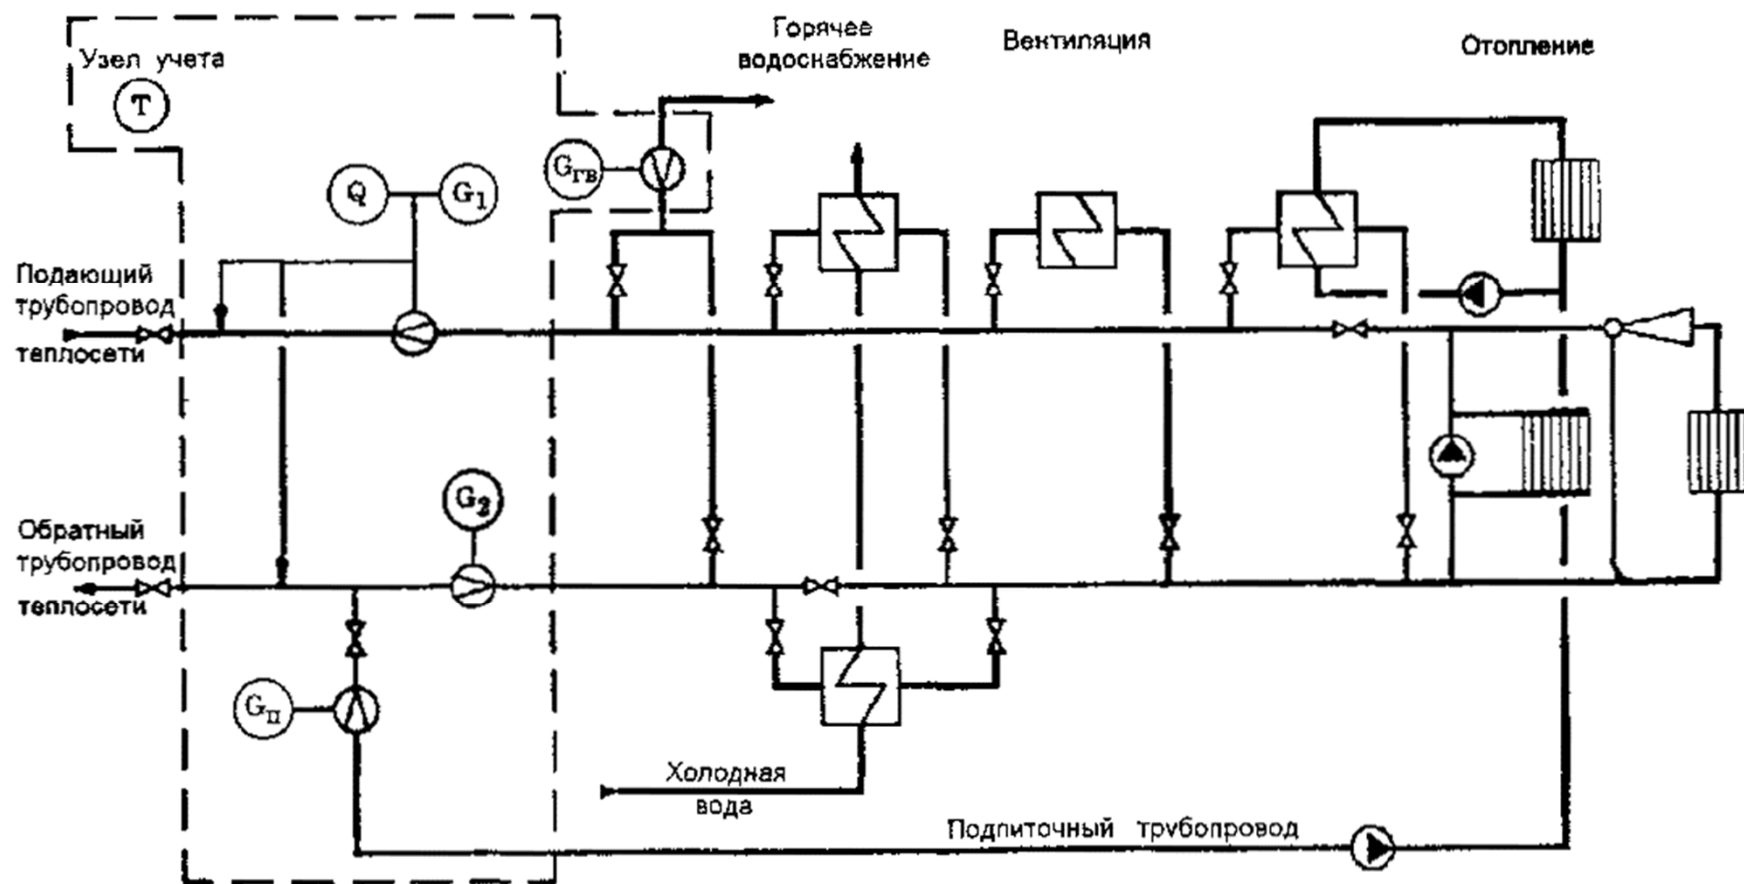 Узел учета
T
Горячее
водоснабжение
Вентиляция
Отопление
Gгв
Q
G1
Подающий
трубопровод
теплосети
G2
Обратный
трубопровод
теплосети
Gп
Холодная
вода
Подпиточный трубопровод